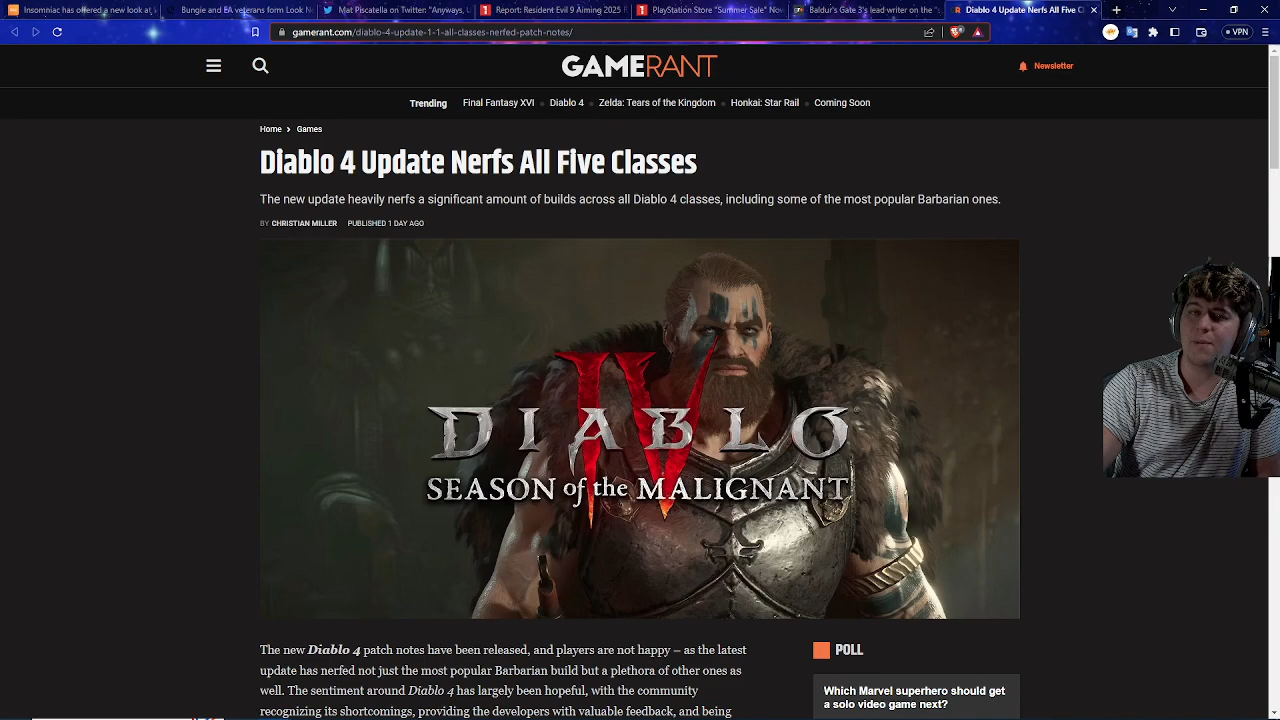 Insomniac has offered a new look at
Bungie and EA veterans form Look N
Mat Piscatella on Twitter: "Anyways,
Report: Resident Evil 9 Aiming 2025
PlayStation Store "Summer Sale" Nov
Baldur's Gate 3's lead-writer on the
Diablo 4 Update Nerfs All Five Cl
gamerant.com/diablo-4-update-1-1-all-classes-nerfed-patch-notes/
VPN
GAMERANT
Newsletter
Trending Final Fantasy XVI Diablo 4 Zelda: Tears of the Kingdom Honkai: Star Rail Coming Soon
Home > Games
Diablo 4 Update Nerfs All Five Classes
The new update heavily nerfs a significant amount of builds across all Diablo 4 classes, including some of the most popular Barbarian ones.
BY CHRISTIAN MILLER PUBLISHED 1 DAY AGO
IV
DIABLO
SEASON of the MALIGNANT
The new Diablo 4 patch notes have been released, and players are not happy – as the latest
update has nerfed not just the most popular Barbarian build but a plethora of other ones as
well. The sentiment around Diablo 4 has largely been hopeful, with the community
recognizing its shortcomings, providing the developers with valuable feedback, and being
POLL
Which Marvel superhero should get
a solo video game next?